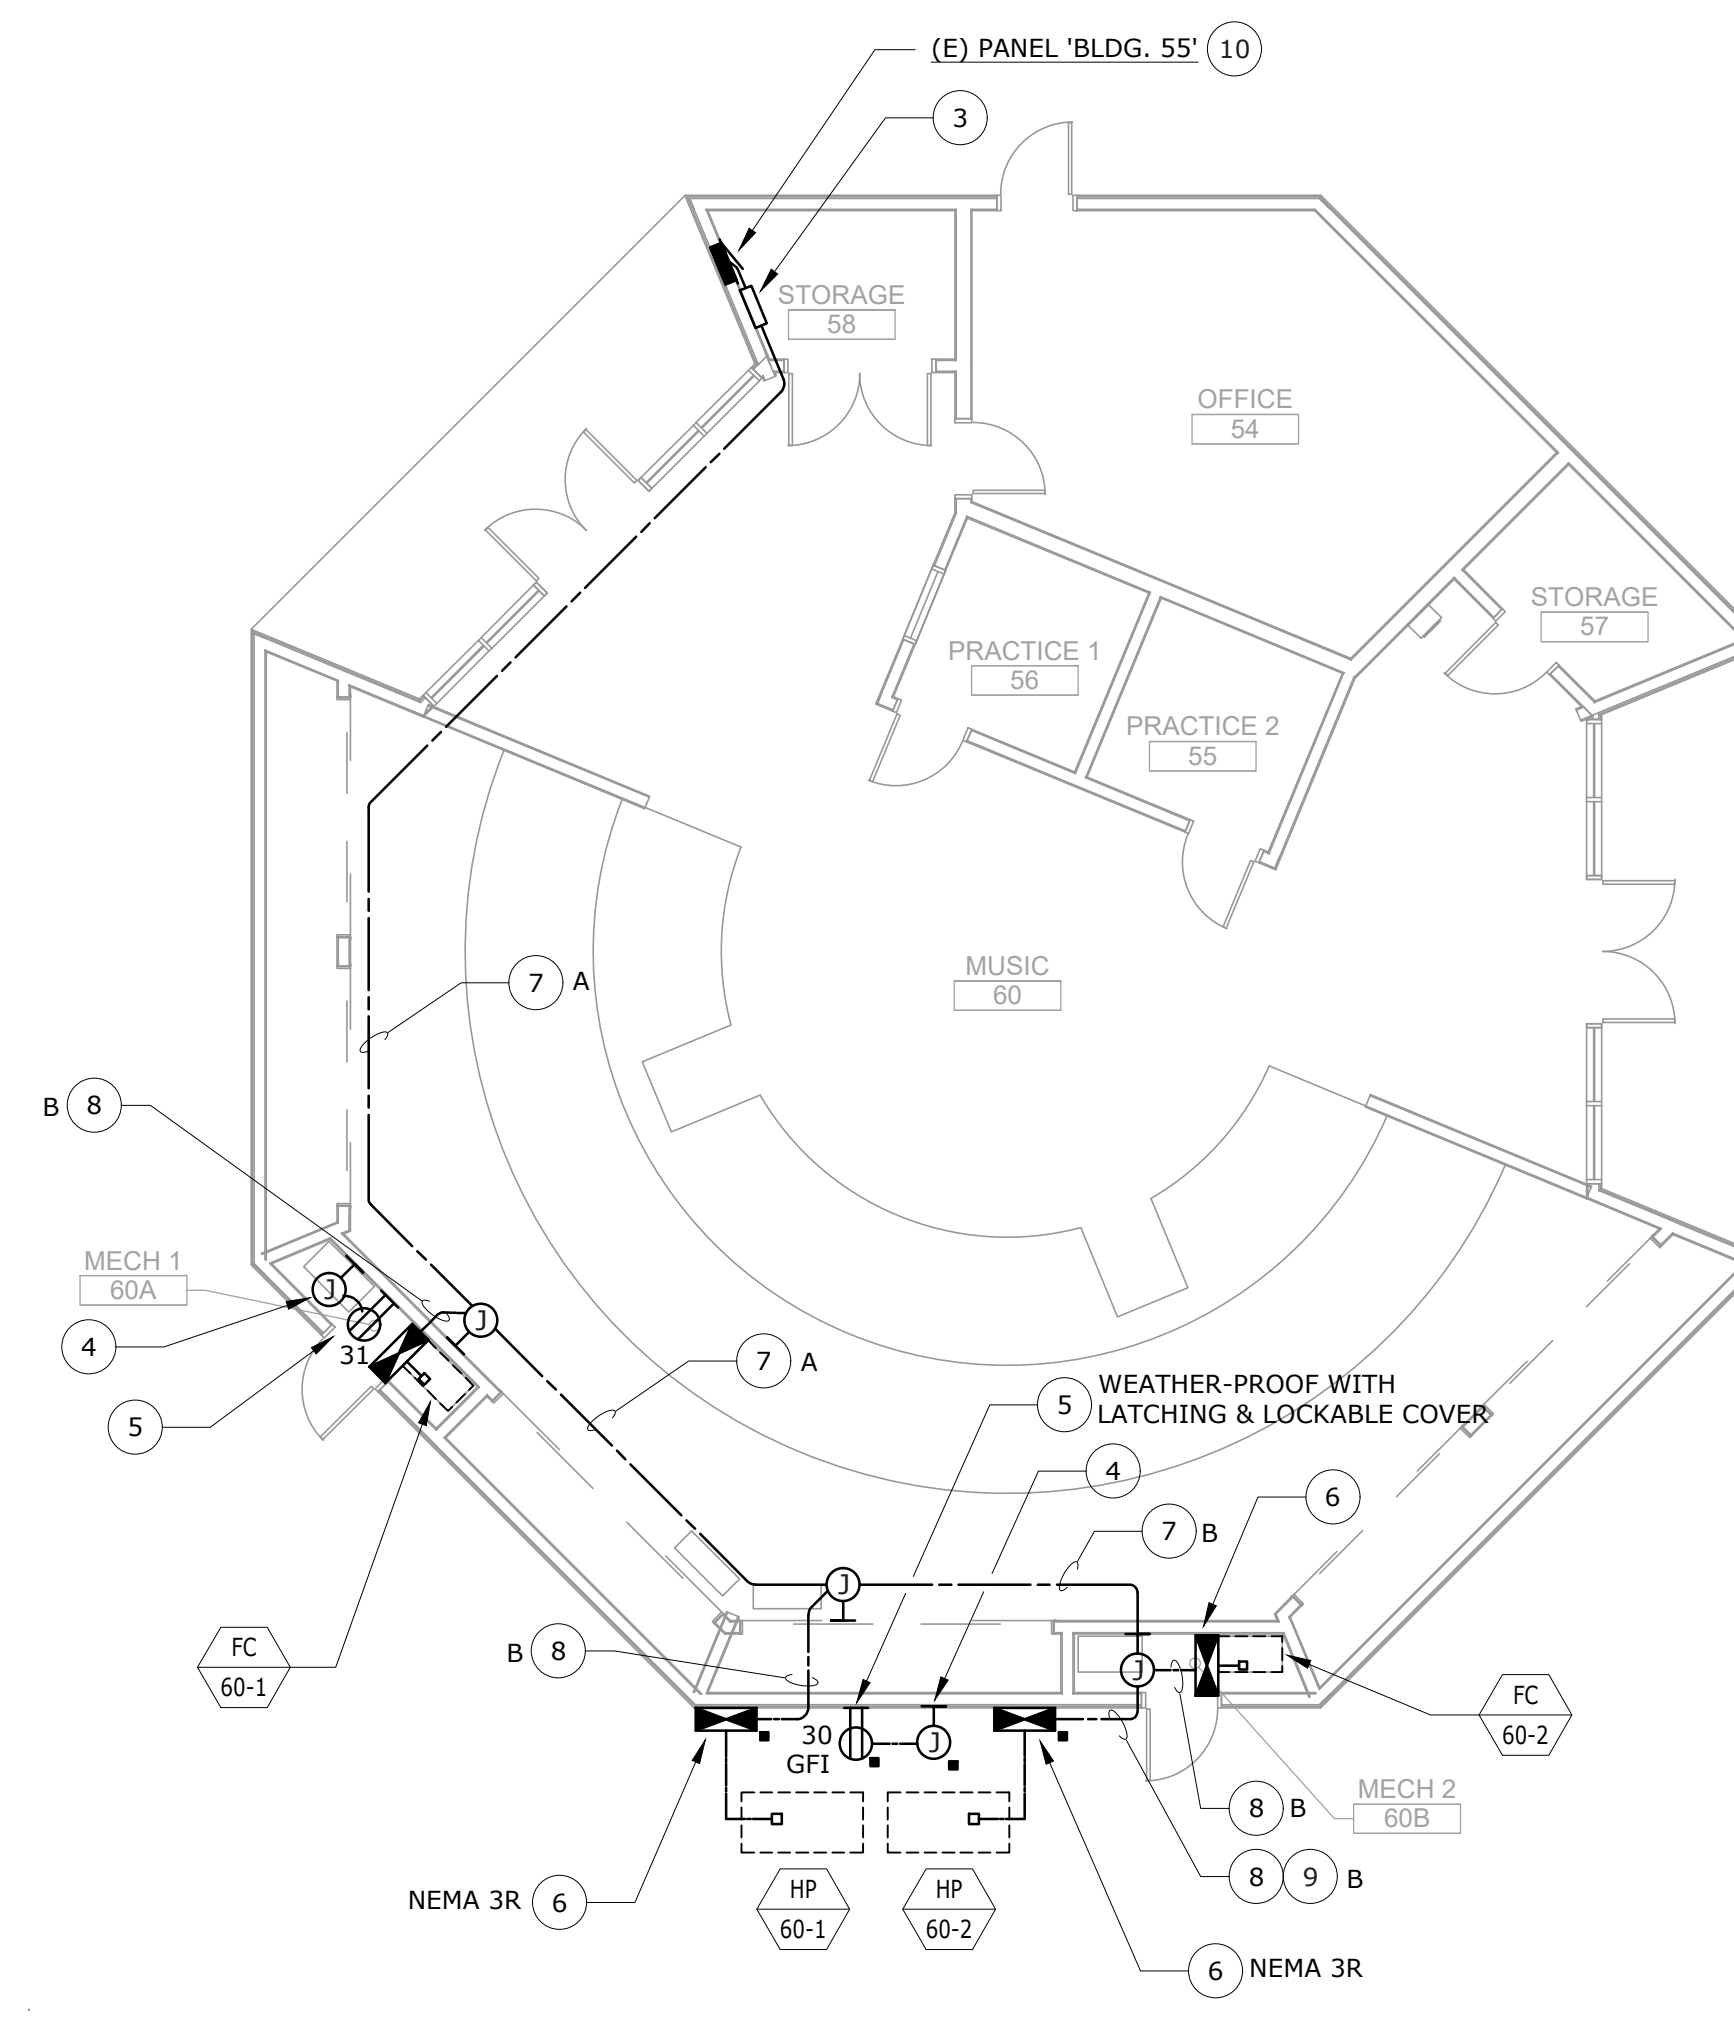 (E) PANEL 'BLDG. 55' 10
3
STORAGE
58
OFFICE
54
STORAGE
57
PRACTICE 1
56
PRACTICE 2
55
MUSIC
60
7 A
B 8
MECH 1
60A
J
4
J
31
5
7 A
5 WEATHER-PROOF WITH
LATCHING & LOCKABLE COVER
4
6
7 B
J
FC
60-1
B 8
J
FC
60-2
30
GFI
J
MECH 2
60B
8 B
8 9 B
HP
60-1
HP
60-2
NEMA 3R 6
6 NEMA 3R